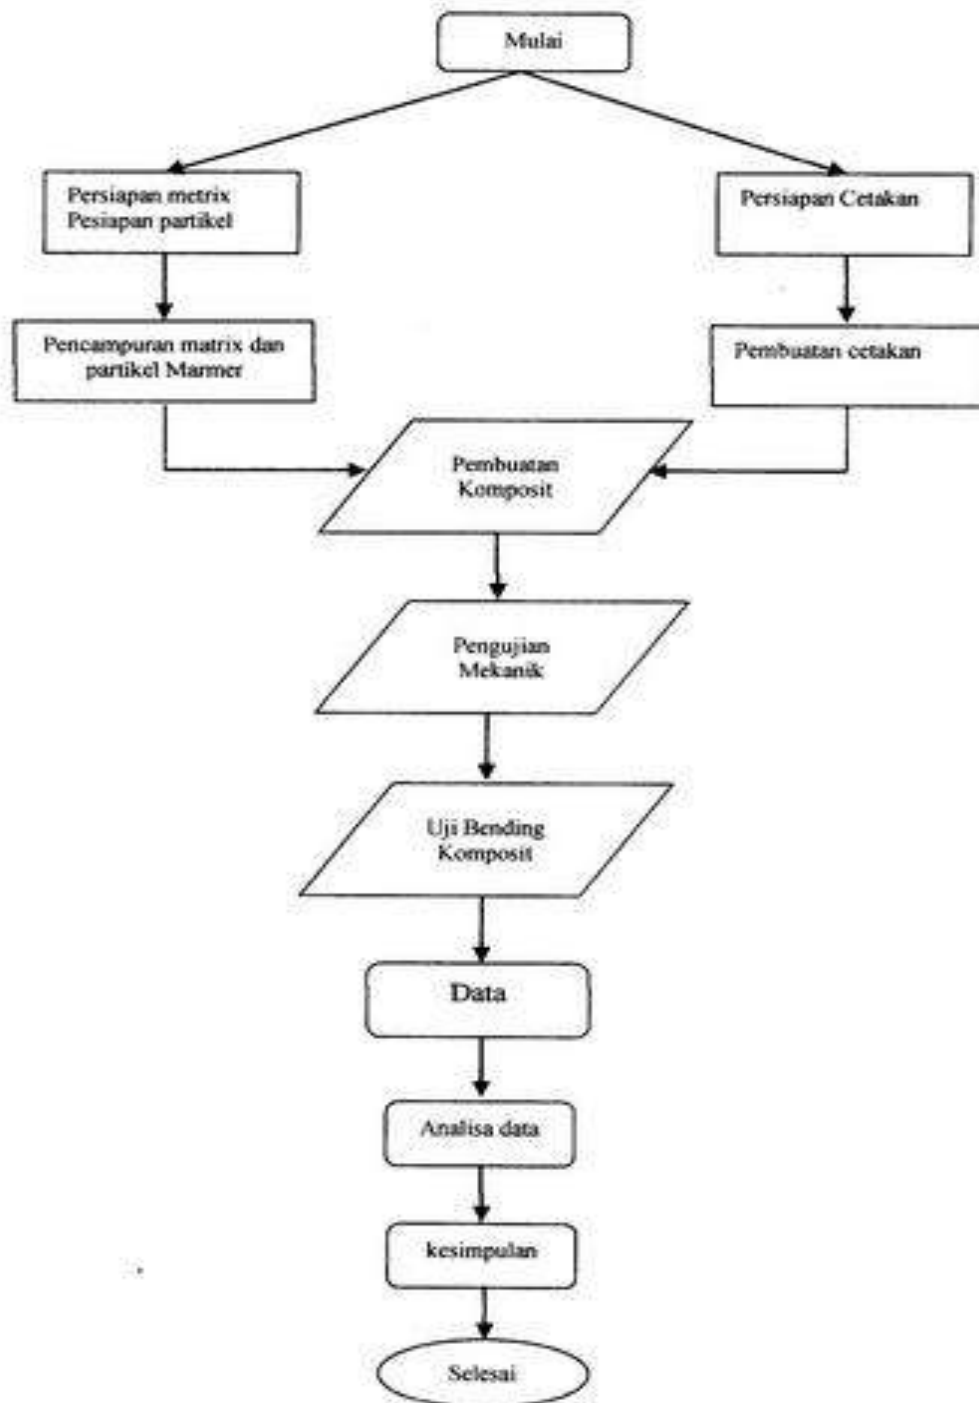 Mulai
Persiapan metrix
Pesiapan partikel
Persiapan Cetakan
Pencampuran matrix dan
partikel Marmer
Pembuatan cetakan
Pembuatan
Komposit
Pengujian
Mekanik
Uji Bending
Komposit
Data
Analisa data
kesimpulan
Selesai